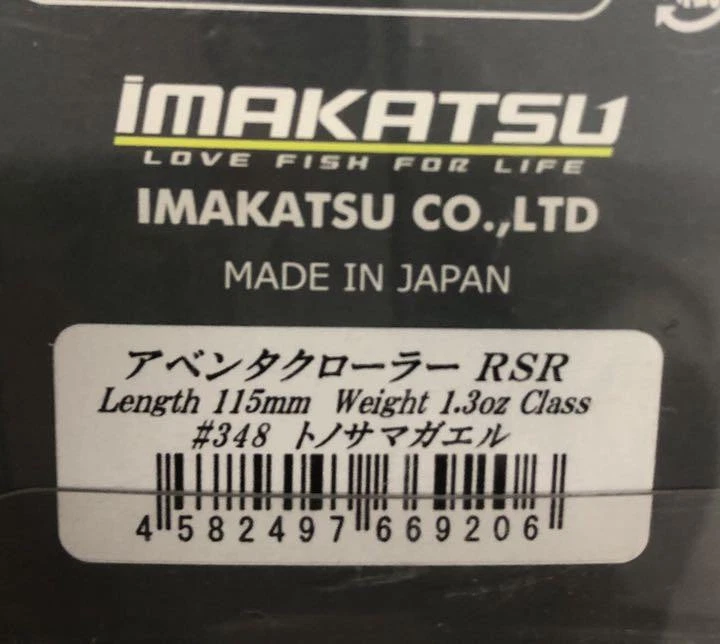 iMAKATSU
LOVE FISH FOR LIFE
IMAKATSU CO.,LTD
MADE IN JAPAN
アベンタクローラー RSR
Length 115mm Weight 1.3oz Class
#348 トノサマガエル
4 582497 669206